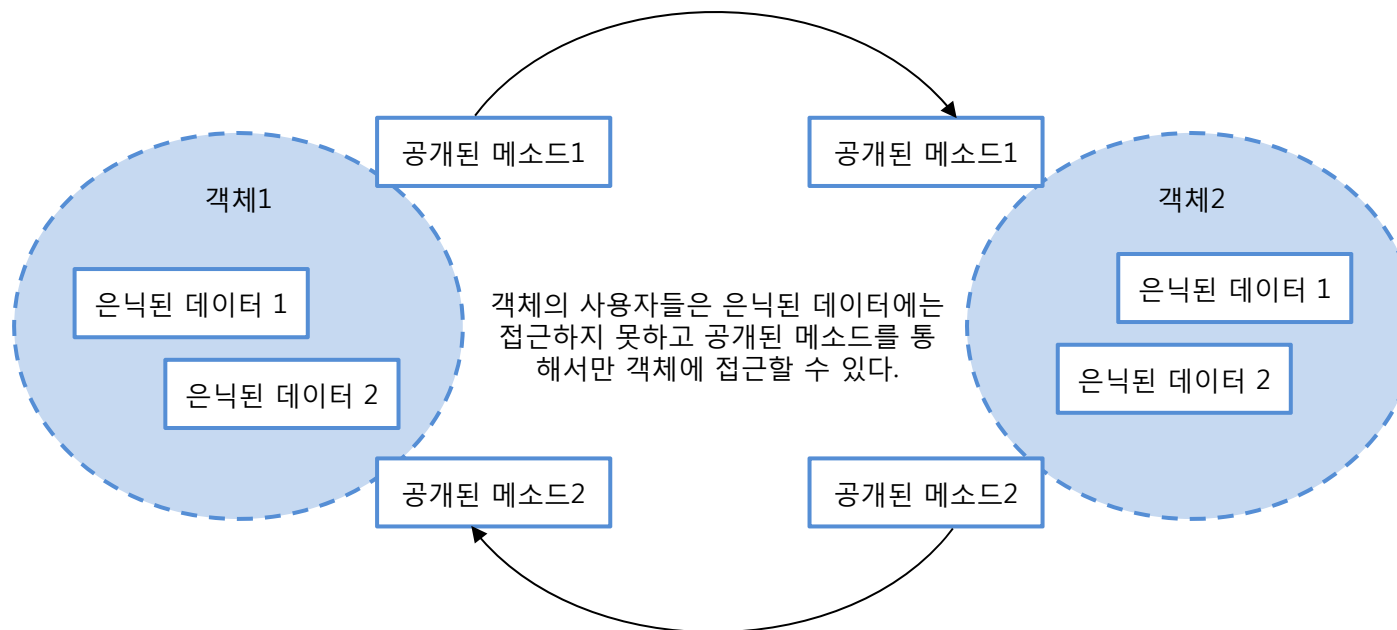 공개된 메소드1
공개된 메소드1
객체1
객체2
은닉된 데이터 1
은닉된 데이터 1
은닉된 데이터 2
은닉된 데이터 2
객체의 사용자들은 은닉된 데이터에는
접근하지 못하고 공개된 메소드를 통
해서만 객체에 접근할 수 있다.
공개된 메소드2
공개된 메소드2